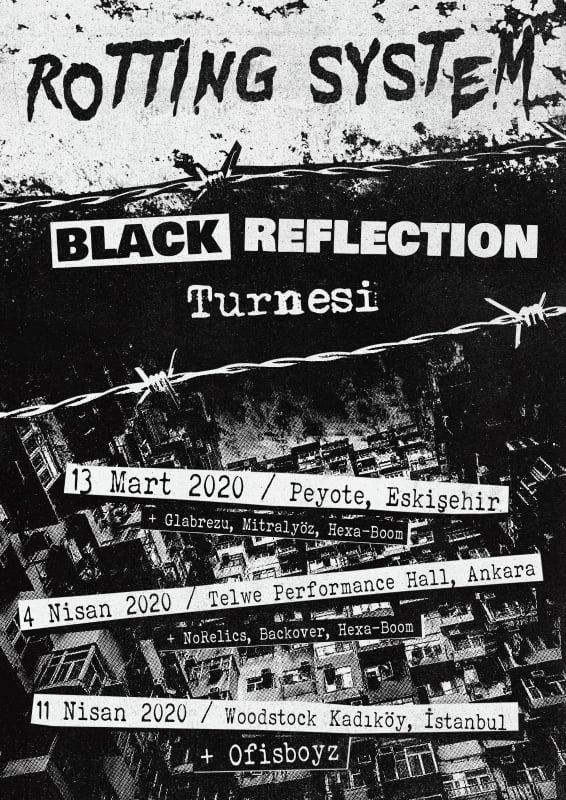 ROTTING SYSTEM
BLACK REFLECTION
Turnesi
13 Mart 2020 / Peyote, Eskişehir
+ Glabrezu, Mitralyöz, Hexa-Boom
4 Nisan 2020 / Telwe Performance Hall, Ankara
+ NoRelics, Backover, Hexa-Boom
11 Nisan 2020 / Woodstock Kadıköy, İstanbul
+ Ofisboyz